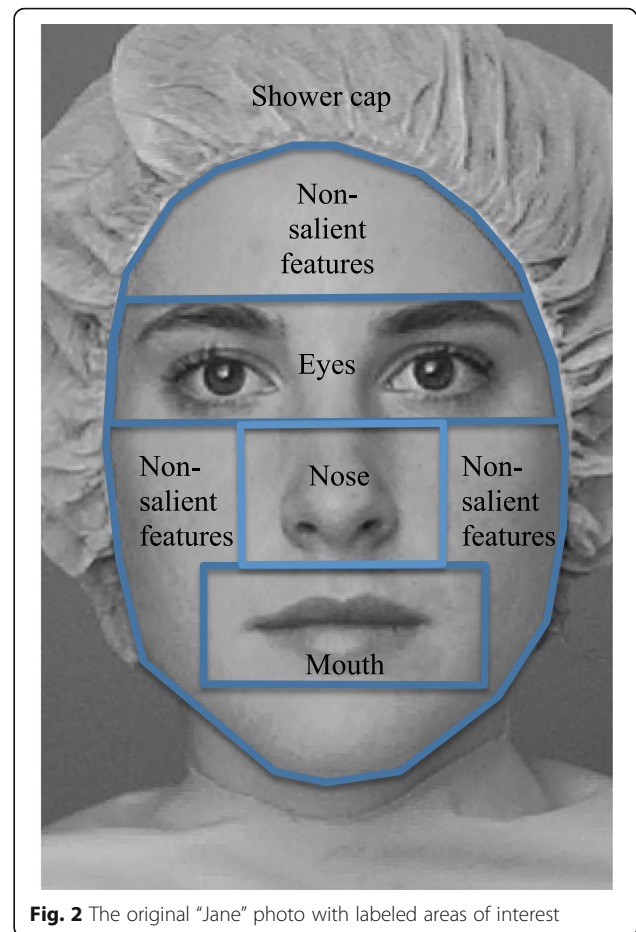 Shower cap
Non-
salient
features
Eyes
Non-
salient
features
Nose
Non-
salient
features
Mouth
Fig. 2 The original “Jane” photo with labeled areas of interest